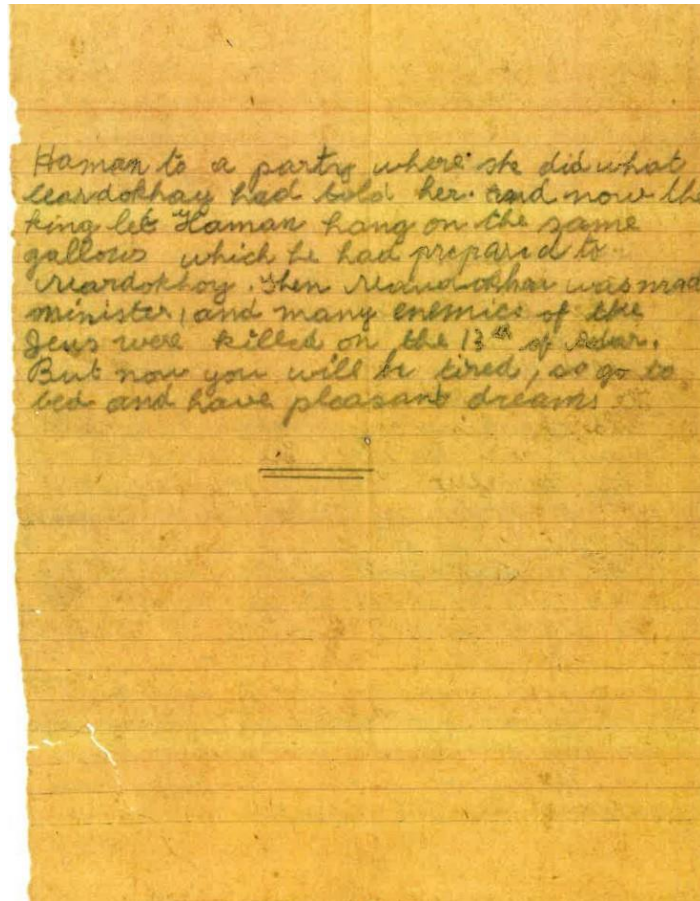 Haman to a party where she did what
Mardokhay had told her. And now the
king let Haman hang on the same
gallows which he had prepared to
Mardokhoy. Then Mardokhai was mad
minister, and many enemies of the
Jews were killed on the 13th of Adar.
But now you will be tired, so go to
bed and have pleasant dreams